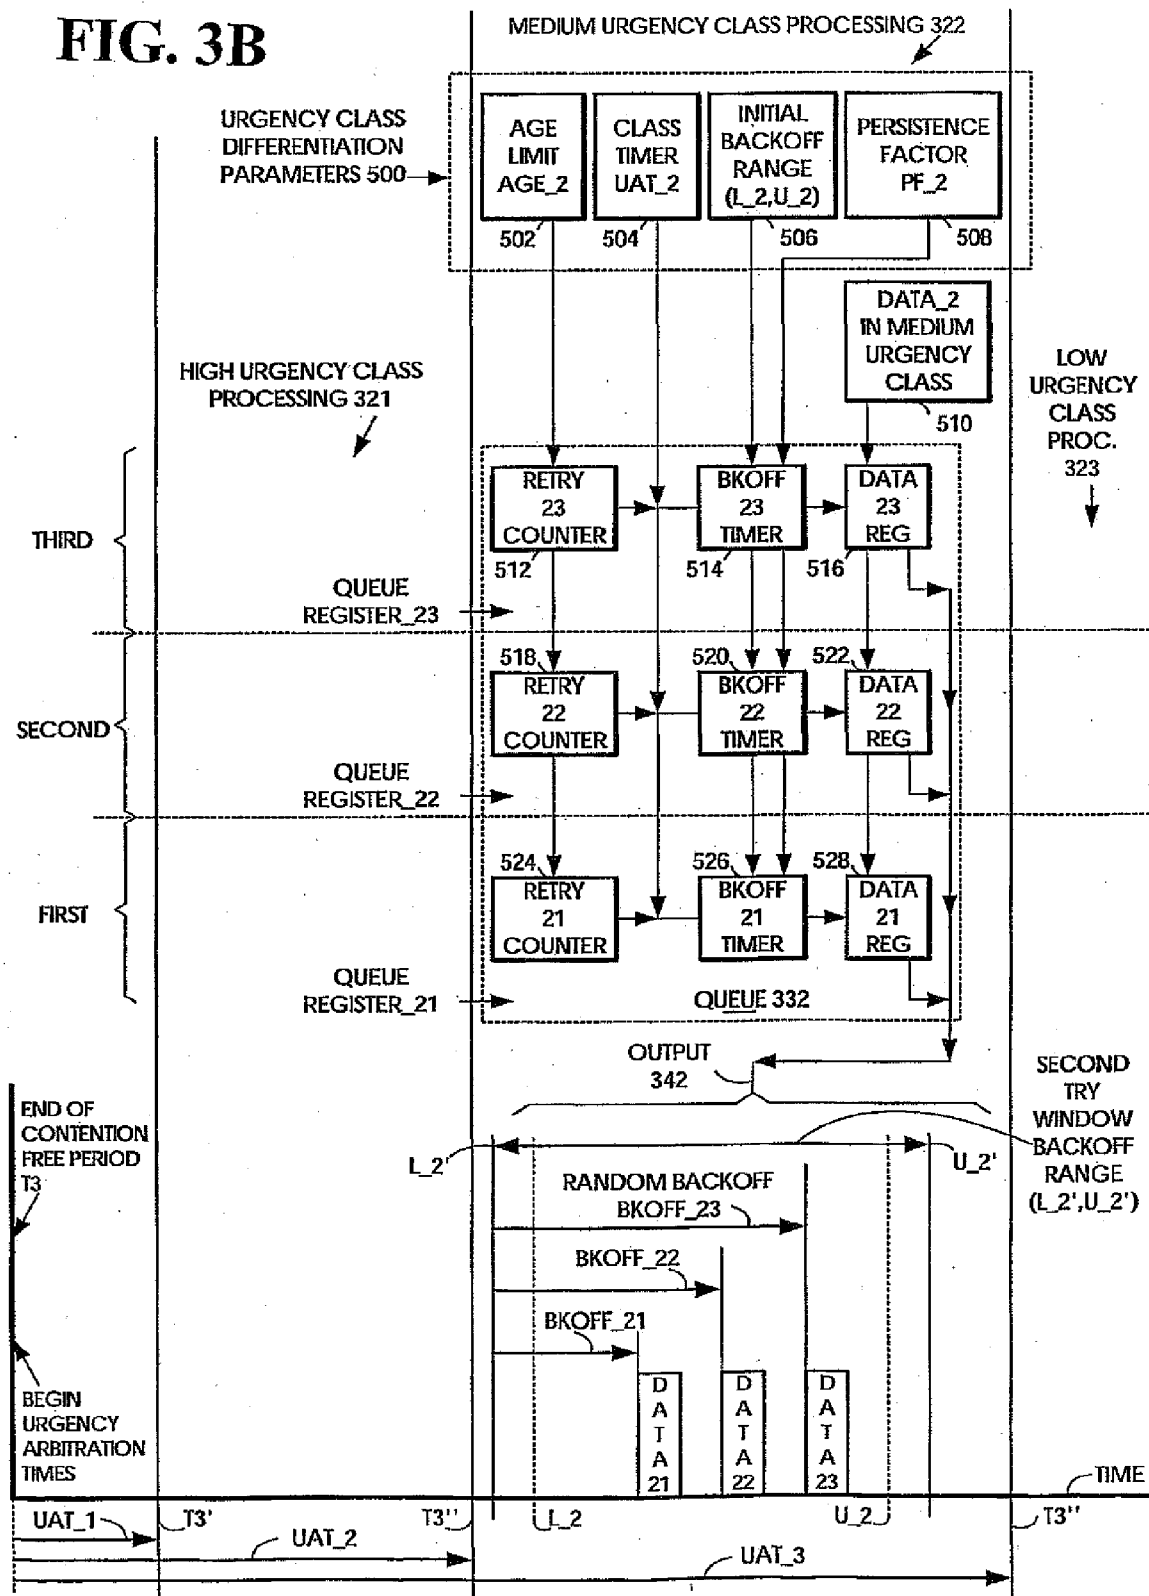 FIG. 3B
MEDIUM URGENCY CLASS PROCESSING 322
URGENCY CLASS
DIFFERENTIATION
PARAMETERS 500
AGE
LIMIT
AGE_2
502
CLASS
TIMER
UAT_2
504
INITIAL
BACKOFF
RANGE
(L_2,U_2)
506
PERSISTENCE
FACTOR
PF_2
508
DATA_2
IN MEDIUM
URGENCY
CLASS
510
HIGH URGENCY CLASS
PROCESSING 321
LOW
URGENCY
CLASS
PROC.
323
THIRD
RETRY
23
COUNTER
512
BKOFF
23
TIMER
514
DATA
23
REG
516
QUEUE
REGISTER_23
SECOND
518
RETRY
22
COUNTER
520
BKOFF
22
TIMER
522
DATA
22
REG
QUEUE
REGISTER_22
FIRST
524
RETRY
21
COUNTER
526
BKOFF
21
TIMER
528
DATA
21
REG
QUEUE
REGISTER_21
QUEUE 332
OUTPUT
342
SECOND
TRY
WINDOW
BACKOFF
RANGE
(L_2',U_2')
END OF
CONTENTION
FREE PERIOD
T3
L_2'
U_2'
RANDOM BACKOFF
BKOFF_23
BKOFF_22
BKOFF_21
BEGIN
URGENCY
ARBITRATION
TIMES
DATA 21
DATA 22
DATA 23
TIME
UAT_1
T3'
T3''
L_2
U_2
T3''
UAT_2
UAT_3